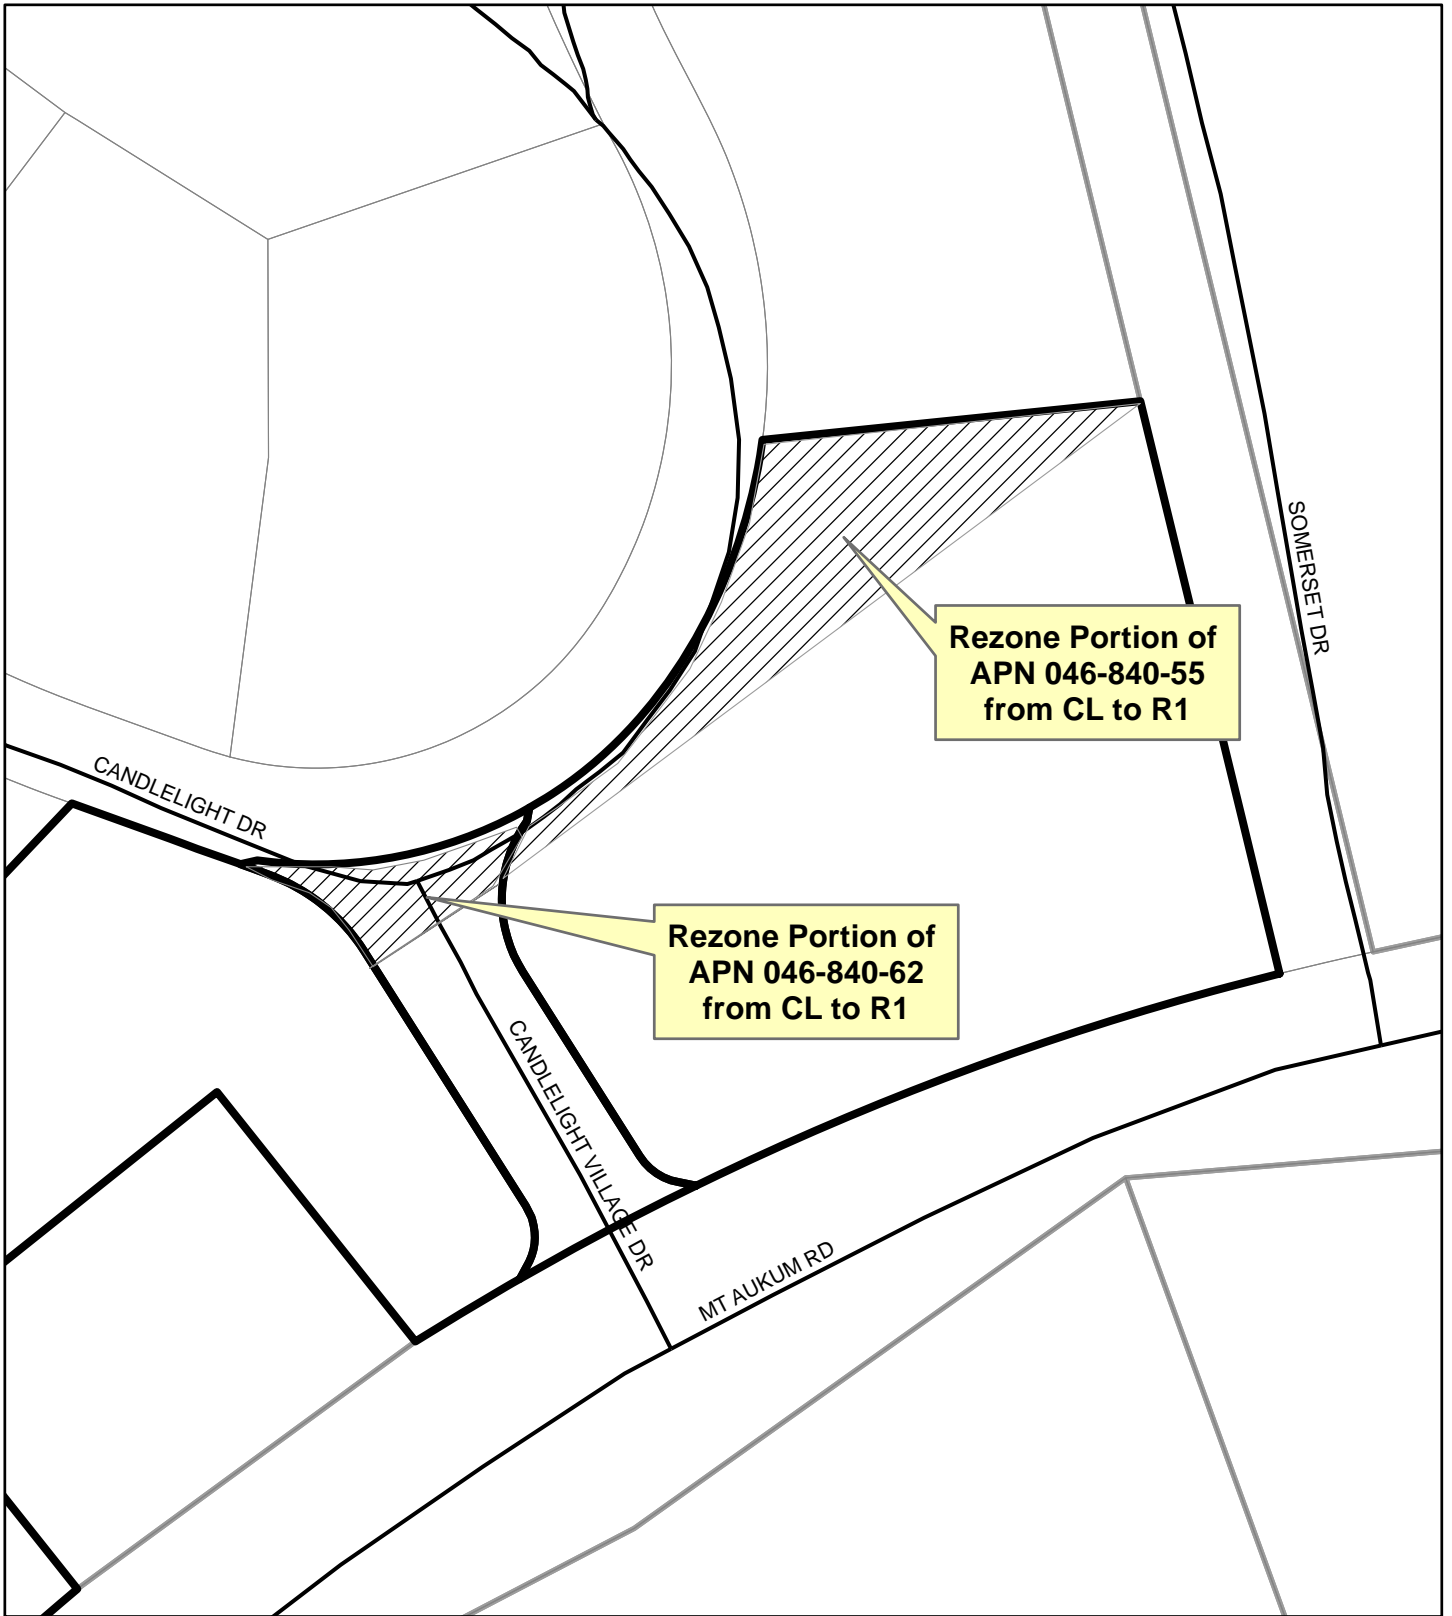 SOMERSET DR
Rezone Portion of
APN 046-840-55
from CL to R1
CANDLELIGHT DR
Rezone Portion of
APN 046-840-62
from CL to R1
CANDLELIGHT VILLAGE DR
MT AUKUM RD